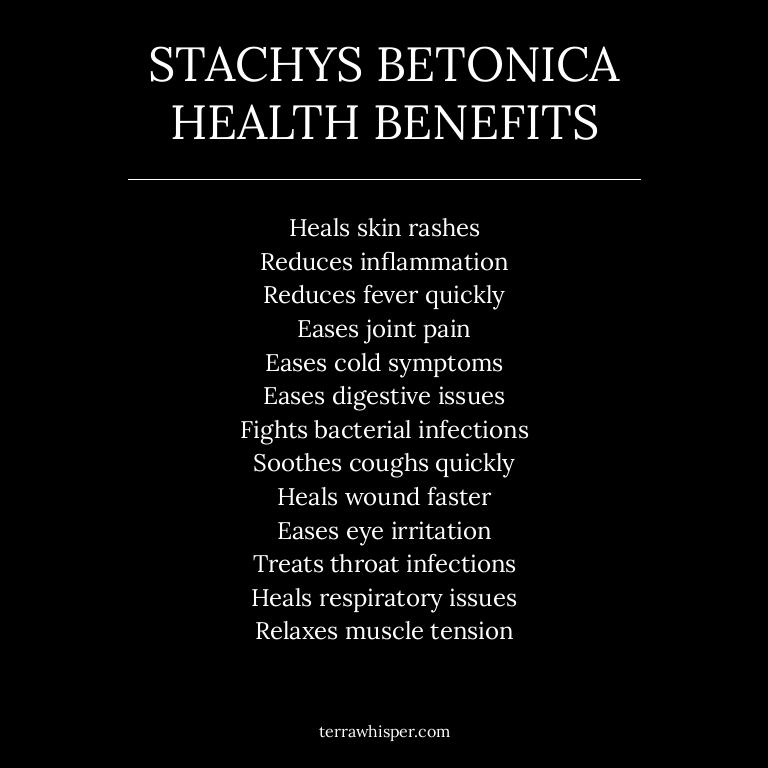 STACHYS BETONICA
HEALTH BENEFITS
Heals skin rashes
Reduces inflammation
Reduces fever quickly
Eases joint pain
Eases cold symptoms
Eases digestive issues
Fights bacterial infections
Soothes coughs quickly
Heals wound faster
Eases eye irritation
Treats throat infections
Heals respiratory issues
Relaxes muscle tension
terrawhisper.com